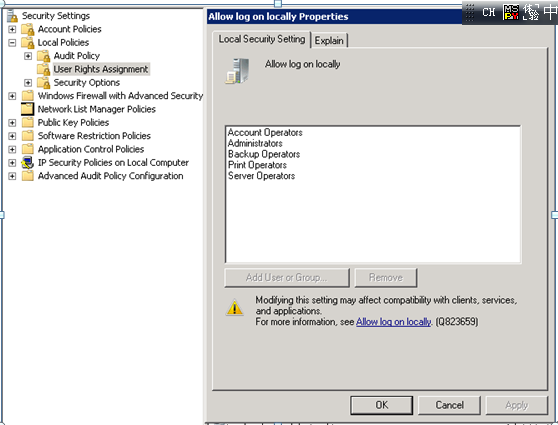 Security Settings
Account Policies
Local Policies
Audit Policy
User Rights Assignment
Security Options
Windows Firewall with Advanced Security
Network List Manager Policies
Public Key Policies
Software Restriction Policies
Application Control Policies
IP Security Policies on Local Computer
Advanced Audit Policy Configuration
Allow log on locally Properties
CH
Local Security Setting
Explain
Allow log on locally
Account Operators
Administrators
Backup Operators
Print Operators
Server Operators
Add User or Group...
Remove
Modifying this setting may affect compatibility with clients, services,
and applications.
For more information, see Allow log on locally. (Q823659)
OK
Cancel
Apply